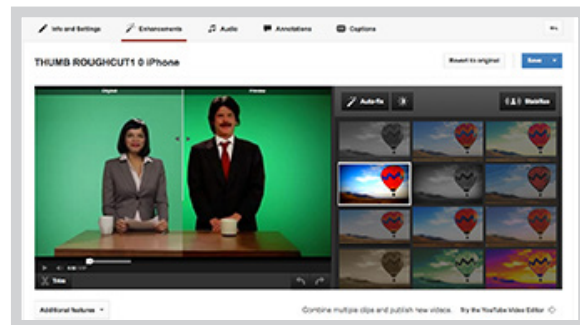 Info and Settings Enhancements Audio Annotations Captions
THUMB ROUGHCUT1 0 iPhone Revert to original Save
Original Preview
Auto-fix Stabilize
Trim
Additional features Combine multiple clips and publish new videos. Try the YouTube Video Editor